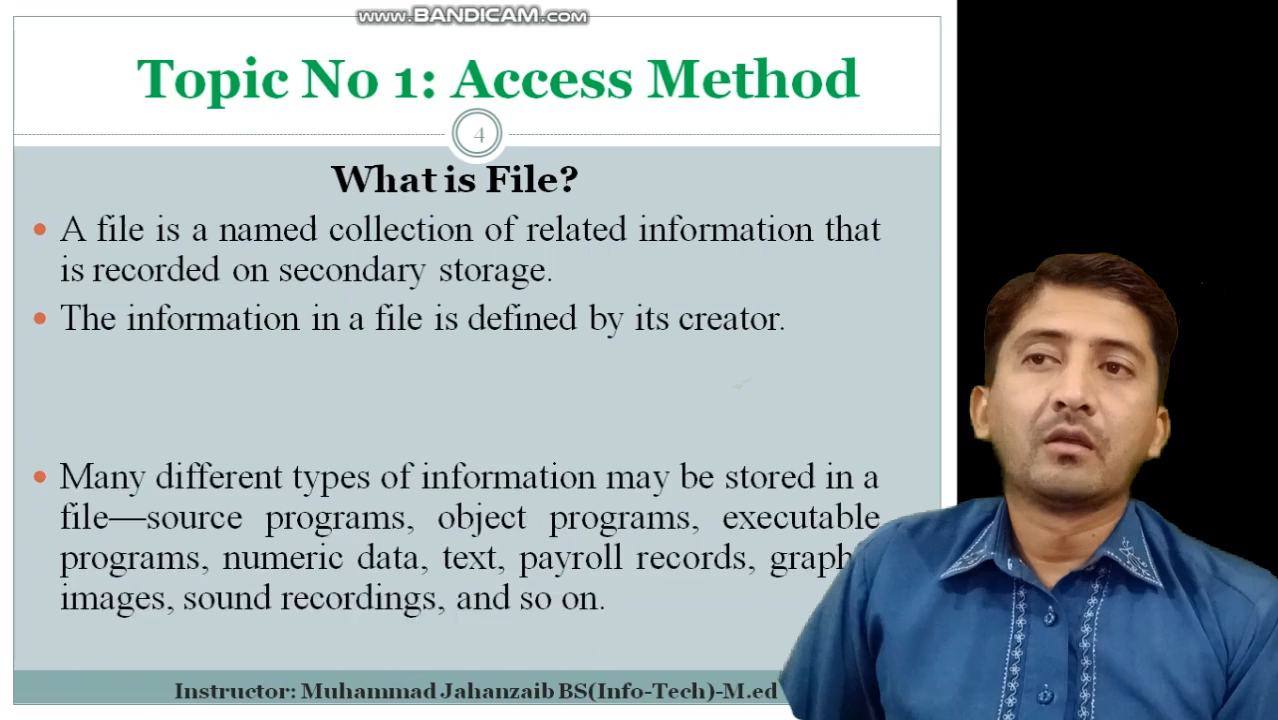 www.BANDICAM.com
Topic No 1: Access Method
4
What is File?
• A file is a named collection of related information that
is recorded on secondary storage.
• The information in a file is defined by its creator.
• Many different types of information may be stored in a
file—source programs, object programs, executable
programs, numeric data, text, payroll records, graph
images, sound recordings, and so on.
Instructor: Muhammad Jahanzaib BS(Info-Tech)-M.ed